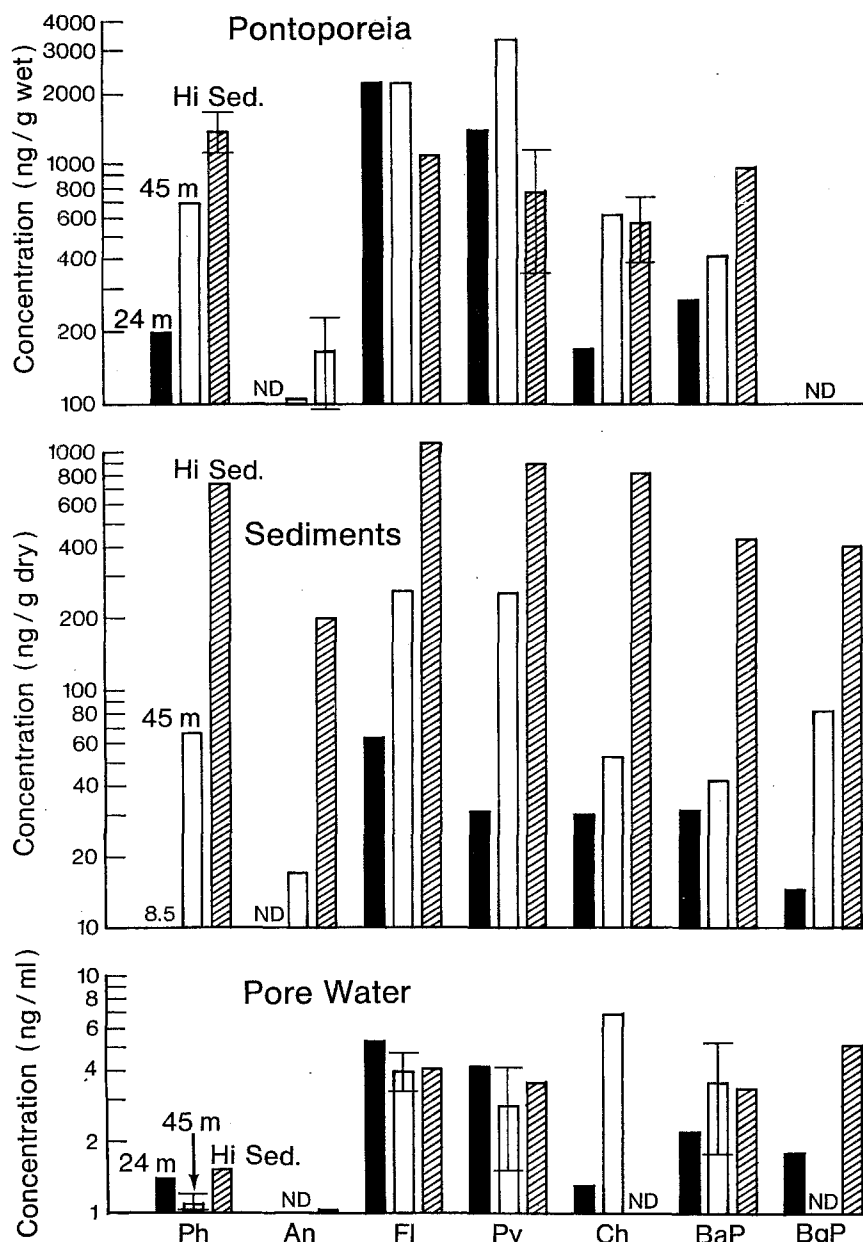 Pontoporeia
Concentration (ng/g wet)
4000
3000
2000
1000
800
600
400
200
100
Hi Sed.
45 m
24 m
ND
ND
Sediments
Concentration (ng/g dry)
1000
800
600
400
200
100
80
60
40
20
10
Hi Sed.
45 m
8.5
ND
Pore Water
Concentration (ng/ml)
10
8
6
4
2
1
45 m
24 m
Hi Sed.
ND
ND
ND
Ph An Fl Py Ch BaP BgP